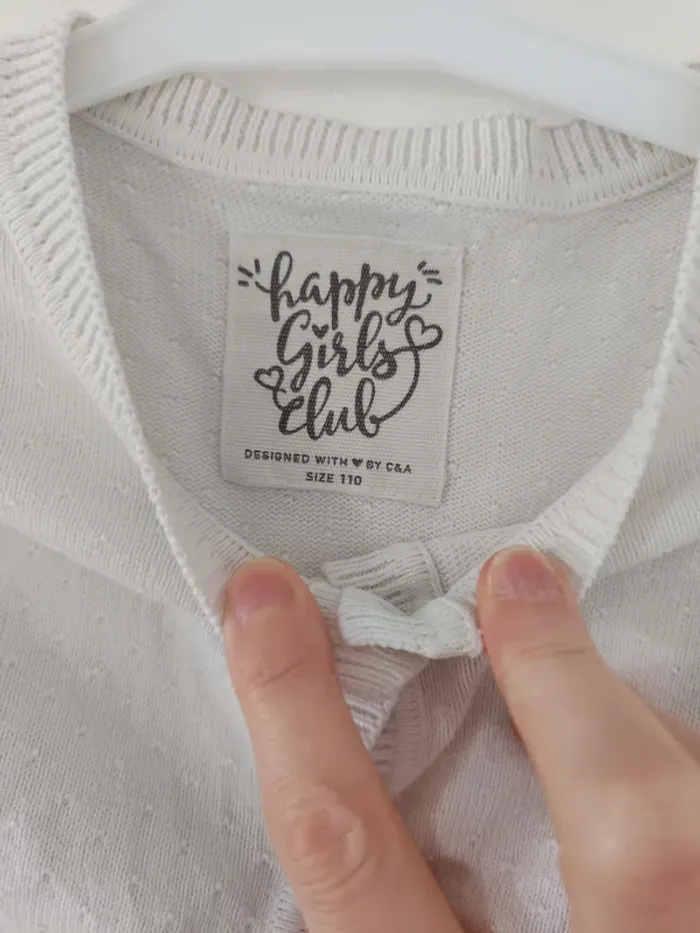 happy
Girls
Club
DESIGNED WITH ♥ BY C&A
SIZE 110